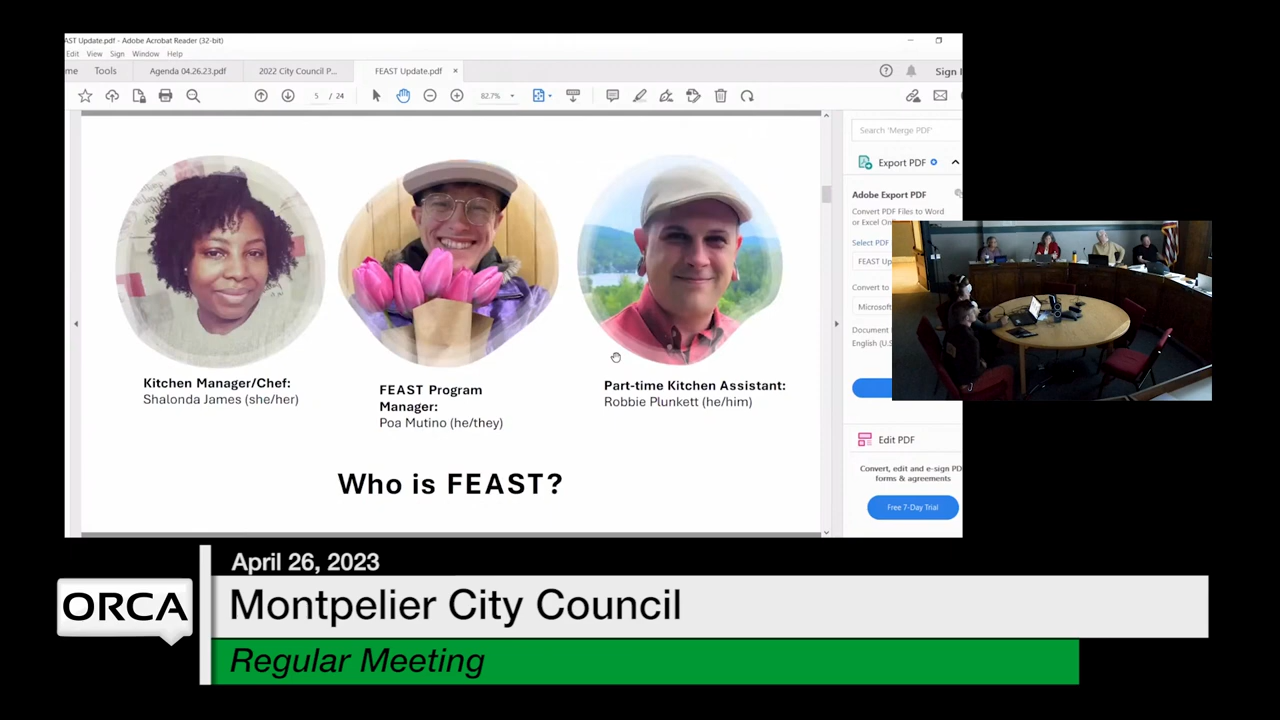 AST Update.pdf - Adobe Acrobat Reader (32-bit)
Edit View Sign Window Help
me Tools Agenda 04.26.23.pdf 2022 City Council P... FEAST Update.pdf × Sign I
5 / 24 82.7%
Search 'Merge PDF'
Export PDF
Adobe Export PDF
Convert PDF Files to Word
or Excel Onl
Select PDF
FEAST Up
Convert to
Microsoft
Document
English (U.S
Kitchen Manager/Chef:
Shalonda James (she/her)
FEAST Program
Manager:
Poa Mutino (he/they)
Part-time Kitchen Assistant:
Robbie Plunkett (he/him)
Who is FEAST?
Edit PDF
Convert, edit and e-sign PD
forms & agreements
Free 7-Day Trial
April 26, 2023
ORCA
Montpelier City Council
Regular Meeting